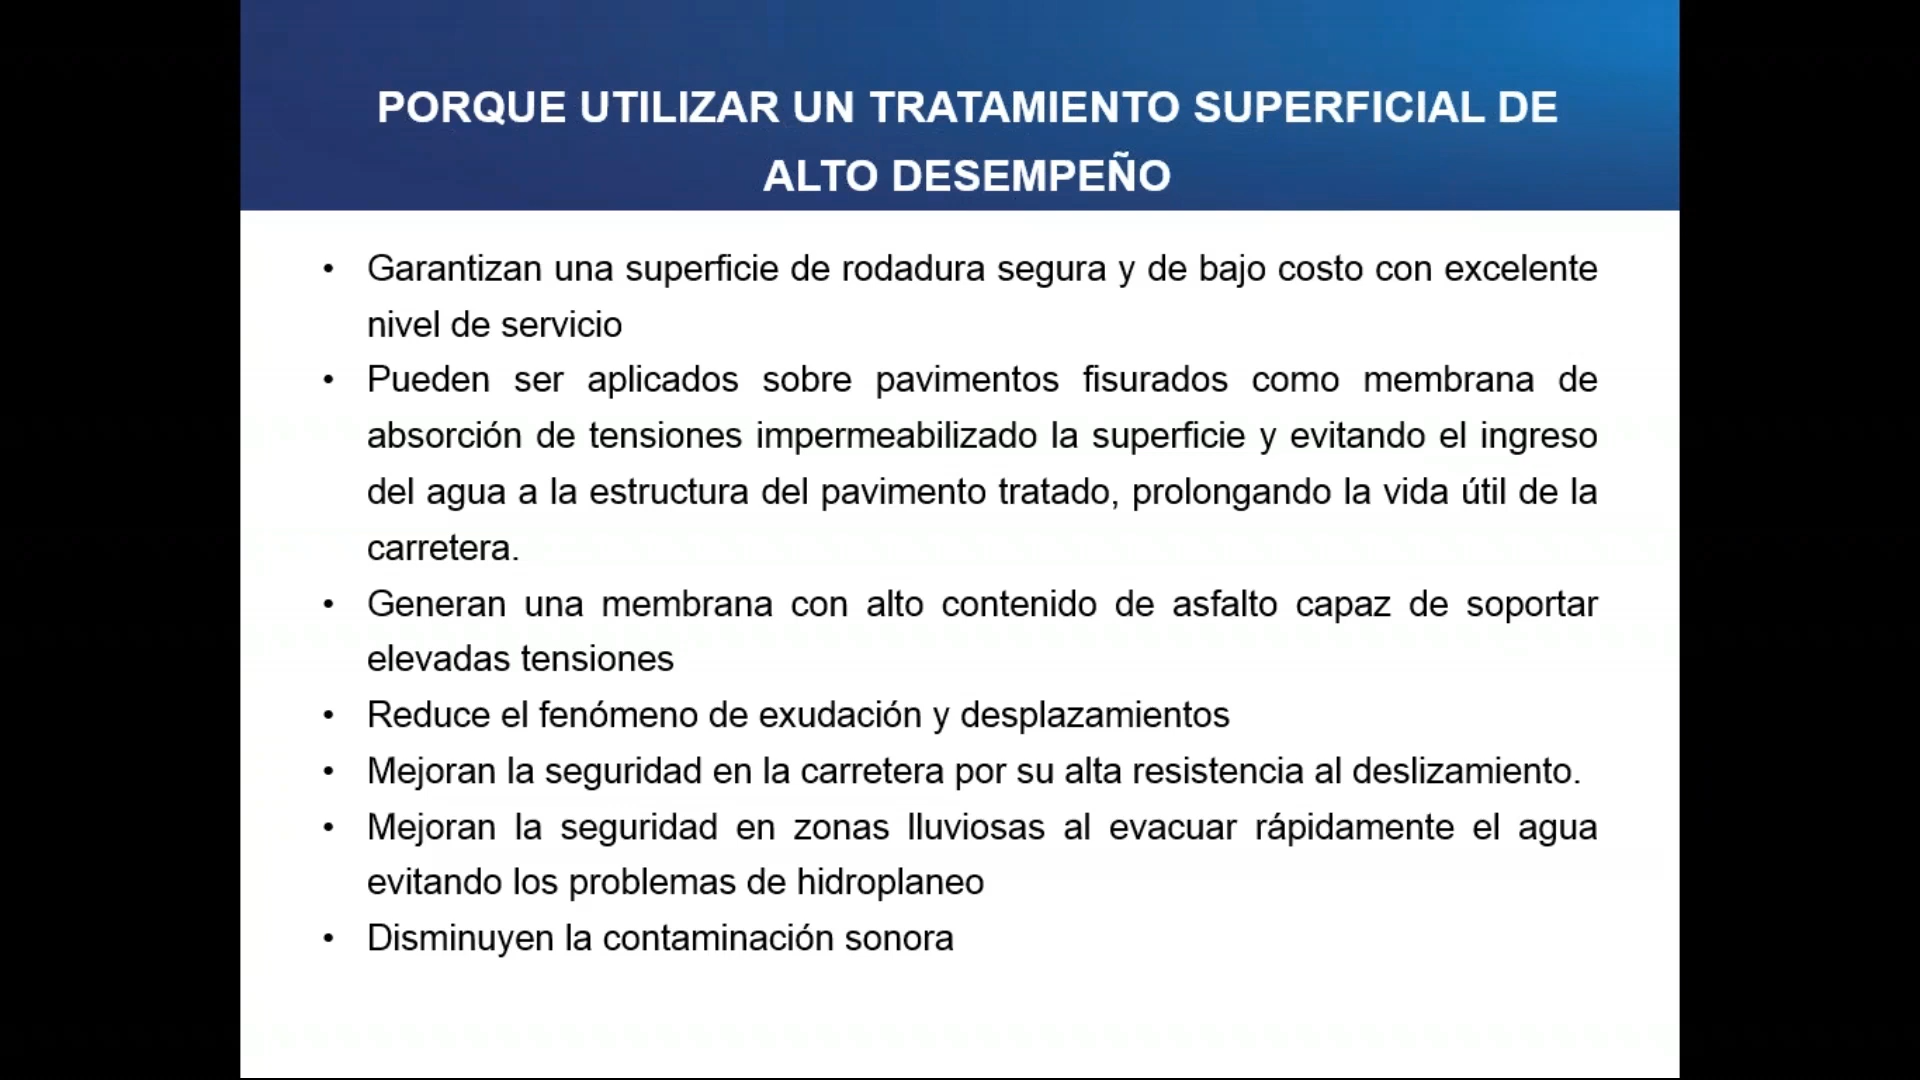 PORQUE UTILIZAR UN TRATAMIENTO SUPERFICIAL DE
ALTO DESEMPEÑO
• Garantizan una superficie de rodadura segura y de bajo costo con excelente
nivel de servicio
• Pueden ser aplicados sobre pavimentos fisurados como membrana de
absorción de tensiones impermeabilizado la superficie y evitando el ingreso
del agua a la estructura del pavimento tratado, prolongando la vida útil de la
carretera.
• Generan una membrana con alto contenido de asfalto capaz de soportar
elevadas tensiones
• Reduce el fenómeno de exudación y desplazamientos
• Mejoran la seguridad en la carretera por su alta resistencia al deslizamiento.
• Mejoran la seguridad en zonas lluviosas al evacuar rápidamente el agua
evitando los problemas de hidroplaneo
• Disminuyen la contaminación sonora